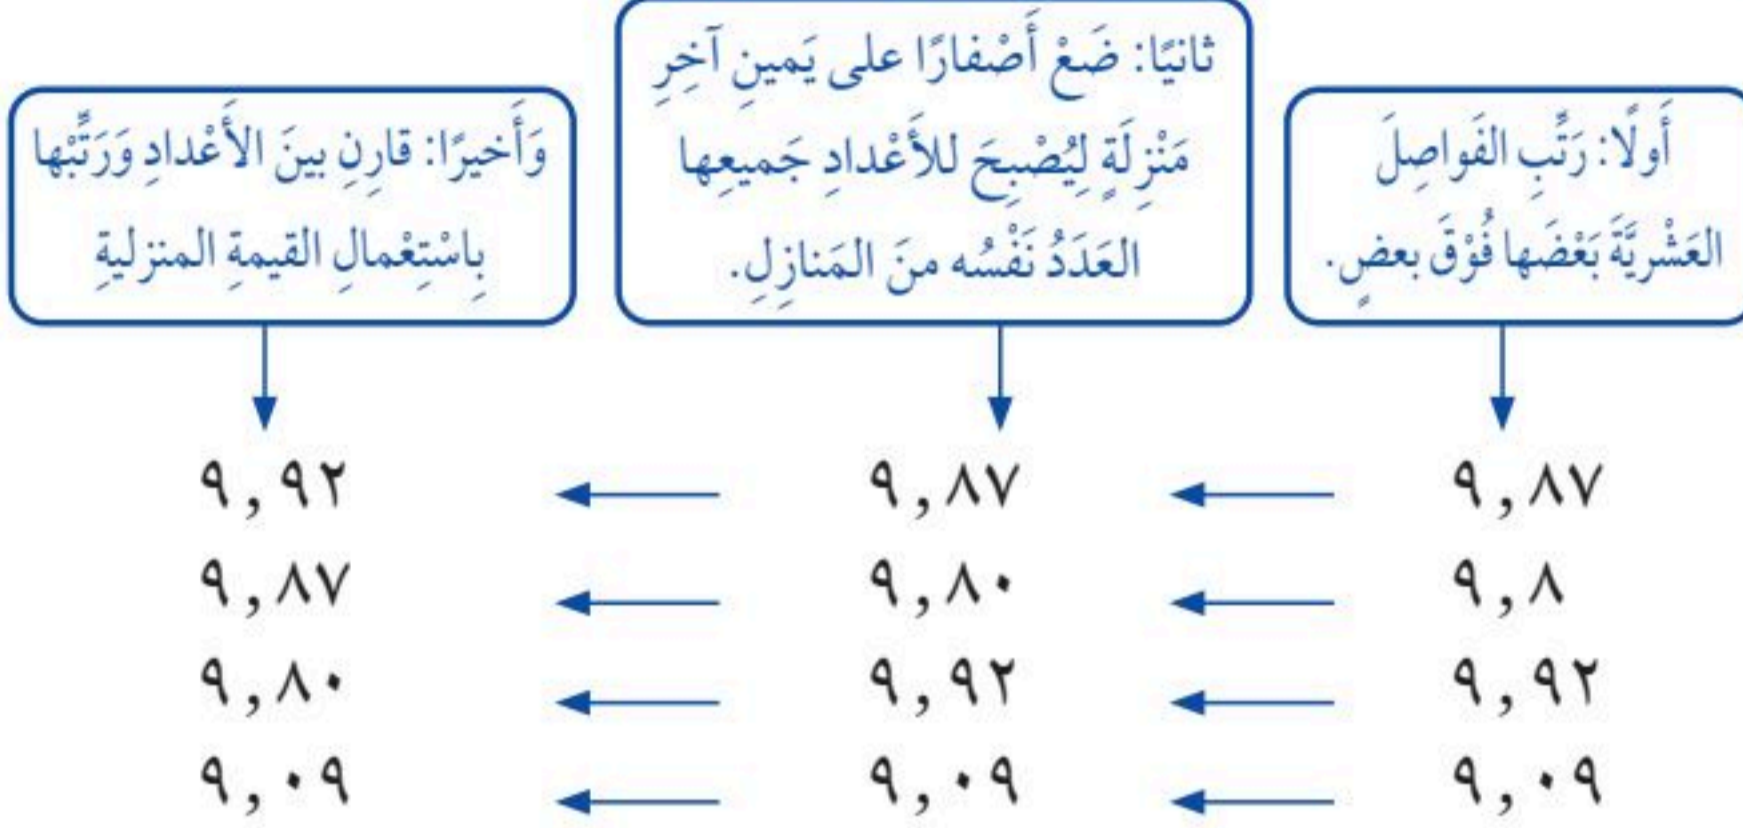 أَولًا: رَتِّبِ الفَواصِلَ
العَشْريَّةَ بَعْضَها فُوْقَ بعضٍ.
ثانيًا: ضَعْ أَصْفارًا على يَمينِ آخِرِ
مَنْزِلَةٍ لِيُصْبِحَ للأَعْدادِ جَميعِها
العَدَدُ نَفْسُه منَ المَنازِلِ.
وَأَخيرًا: قارِنِ بينَ الأَعْدادِ وَرَتِّبْها
بِاسْتِعْمالِ القيمةِ المنزليةِ
٩,٨٧ ٩,٨٧ ٩,٩٢
٩,٨ ٩,٨٠ ٩,٨٧
٩,٩٢ ٩,٩٢ ٩,٨٠
٩,٠٩ ٩,٠٩ ٩,٠٩